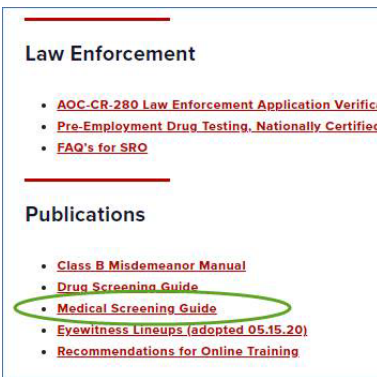 Law Enforcement
AOC-CR-280 Law Enforcement Application
Pre-Employment Drug Testing, Nationally Certified
FAQ's for SRO
Publications
Class B Misdemeanor Manual
Drug Screening Guide
Medical Screening Guide
Eyewitness Lineups (adopted 05.15.20)
Recommendations for Online Training